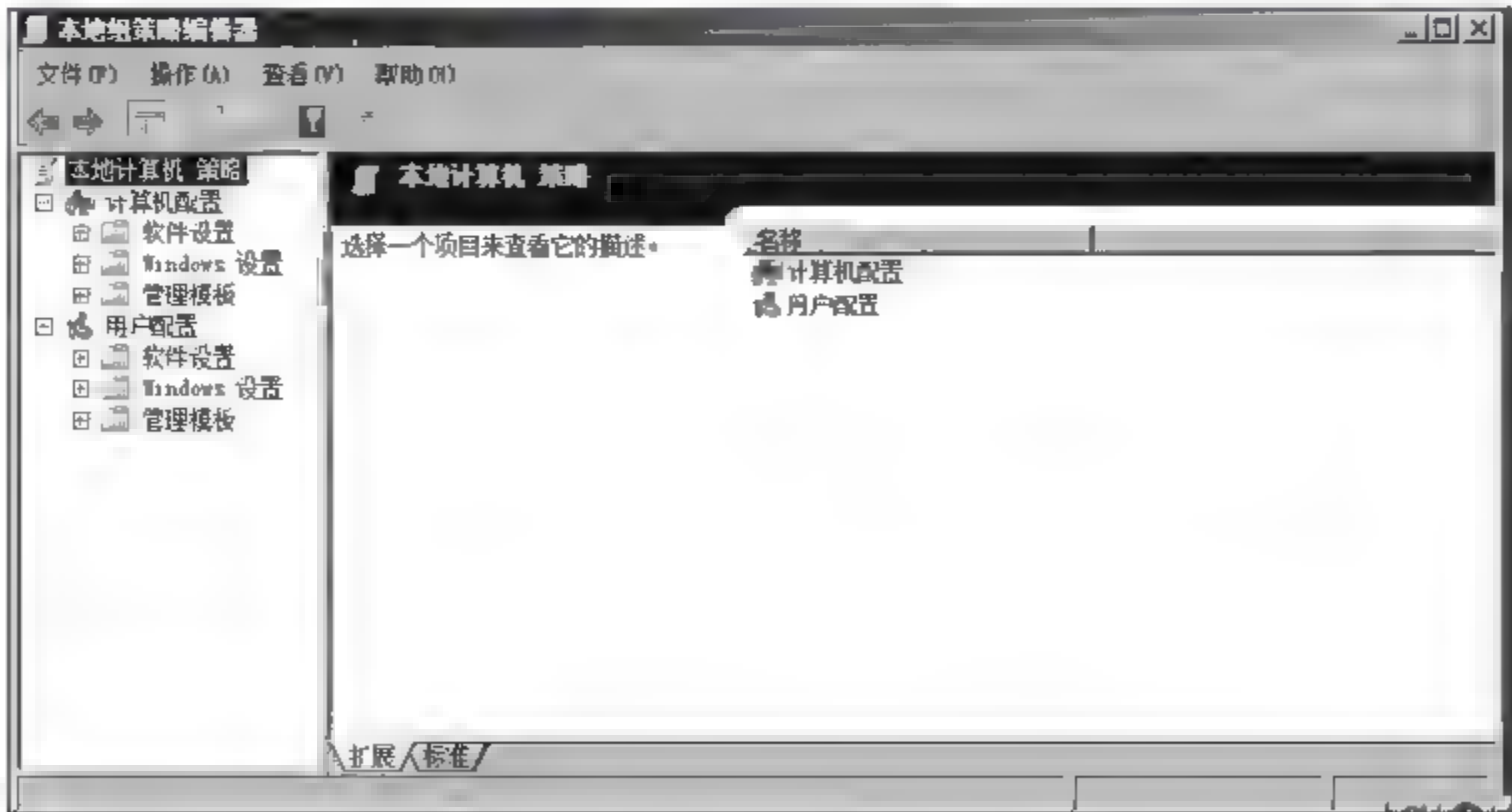 本地组策略编辑器
文件(F) 操作(A) 查看(V) 帮助(H)
本地计算机 策略
计算机配置
软件设置
Windows 设置
管理模板
用户配置
软件设置
Windows 设置
管理模板
本地计算机 策略
选择一个项目来查看它的描述。
名称
计算机配置
用户配置
扩展 标准